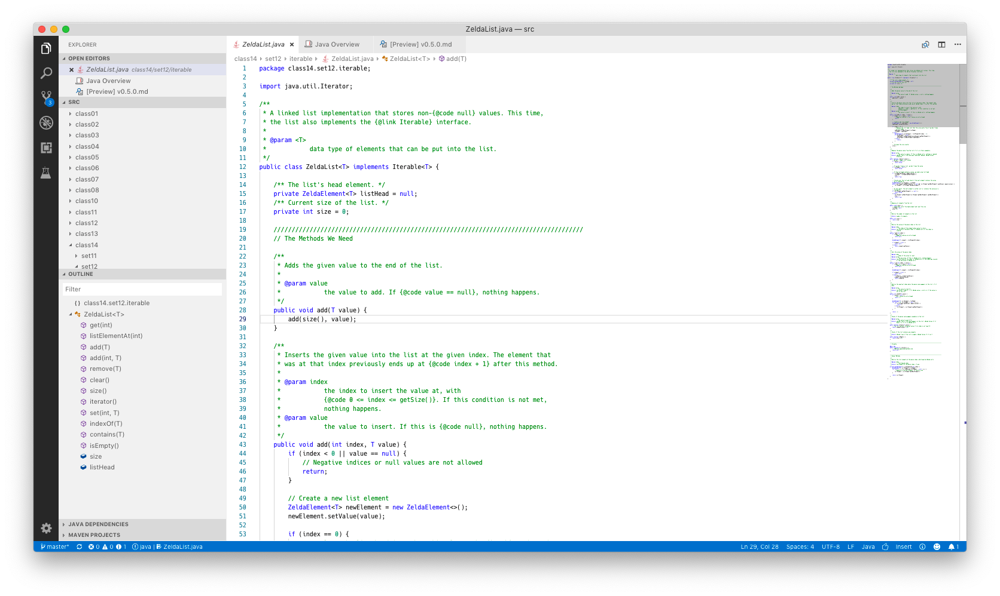 ZeldaList.java — src
EXPLORER
OPEN EDITORS
ZeldaList.java class14/set12/iterable
Java Overview
[Preview] v0.5.0.md
3
SRC
class01
class02
class03
class04
class05
class06
class07
class08
class10
class11
class12
class13
class14
set11
set12
OUTLINE
Filter
{} class14.set12.iterable
ZeldaList<T>
get(int)
listElementAt(int)
add(T)
add(int, T)
remove(T)
clear()
size()
iterator()
set(int, T)
indexOf(T)
contains(T)
isEmpty()
size
listHead
JAVA DEPENDENCIES
MAVEN PROJECTS
ZeldaList.java
Java Overview
[Preview] v0.5.0.md
class14 set12 iterable ZeldaList.java ZeldaList<T> add(T)
1 package class14.set12.iterable;
2
3 import java.util.Iterator;
4
5 /**
6 * A linked list implementation that stores non-{@code null} values. This time,
7 * the list also implements the {@link Iterable} interface.
8 *
9 * @param <T>
10 * data type of elements that can be put into the list.
11 */
12 public class ZeldaList<T> implements Iterable<T> {
13
14 /** The list's head element. */
15 private ZeldaElement<T> listHead = null;
16 /** Current size of the list. */
17 private int size = 0;
18
19 //////////////////////////////////////////////////////////////////////////////////////
20 // The Methods We Need
21
22 /**
23 * Adds the given value to the end of the list.
24 *
25 * @param value
26 * the value to add. If {@code value == null}, nothing happens.
27 */
28 public void add(T value) {
29 add(size(), value);
30 }
31
32 /**
33 * Inserts the given value into the list at the given index. The element that
34 * was at that index previously ends up at {@code index + 1} after this method.
35 *
36 * @param index
37 * the index to insert the value at, with
38 * {@code 0 <= index <= getSize()}. If this condition is not met,
39 * nothing happens.
40 * @param value
41 * the value to insert. If this is {@code null}, nothing happens.
42 */
43 public void add(int index, T value) {
44 if (index < 0 || value == null) {
45 // Negative indices or null values are not allowed
46 return;
47 }
48
49 // Create a new list element
50 ZeldaElement<T> newElement = new ZeldaElement<>();
51 newElement.setValue(value);
52
53 if (index == 0) {
master* 0 0 1 java | ZeldaList.java
Ln 29, Col 28 Spaces: 4 UTF-8 LF Java Insert 1